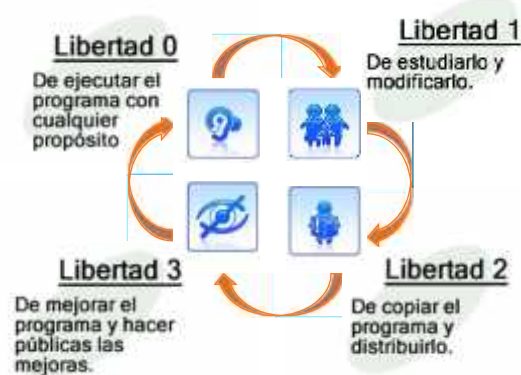 Libertad 0
De ejecutar el
programa con
cualquier
propósito
Libertad 1
De estudiarlo y
modificarlo.
Libertad 2
De copiar el
programa y
distribuirlo.
Libertad 3
De mejorar el
programa y hacer
públicas las
mejoras.